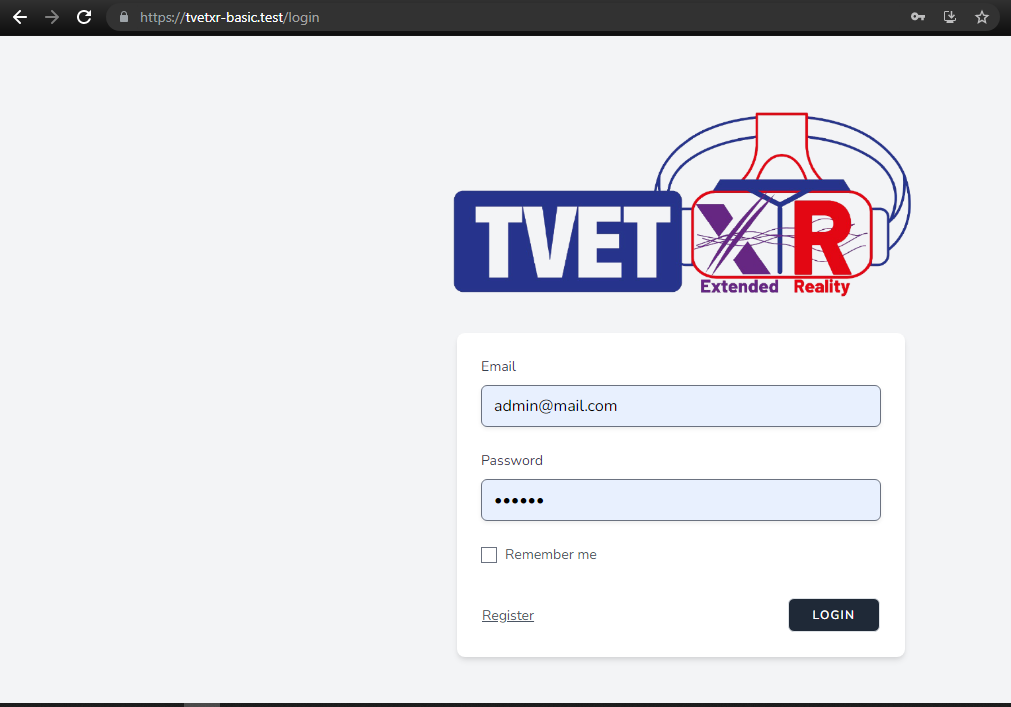 https://tvetxr-basic.test/login
TVET XR
Extended Reality
Email
admin@mail.com
Password
••••••
Remember me
Register LOGIN